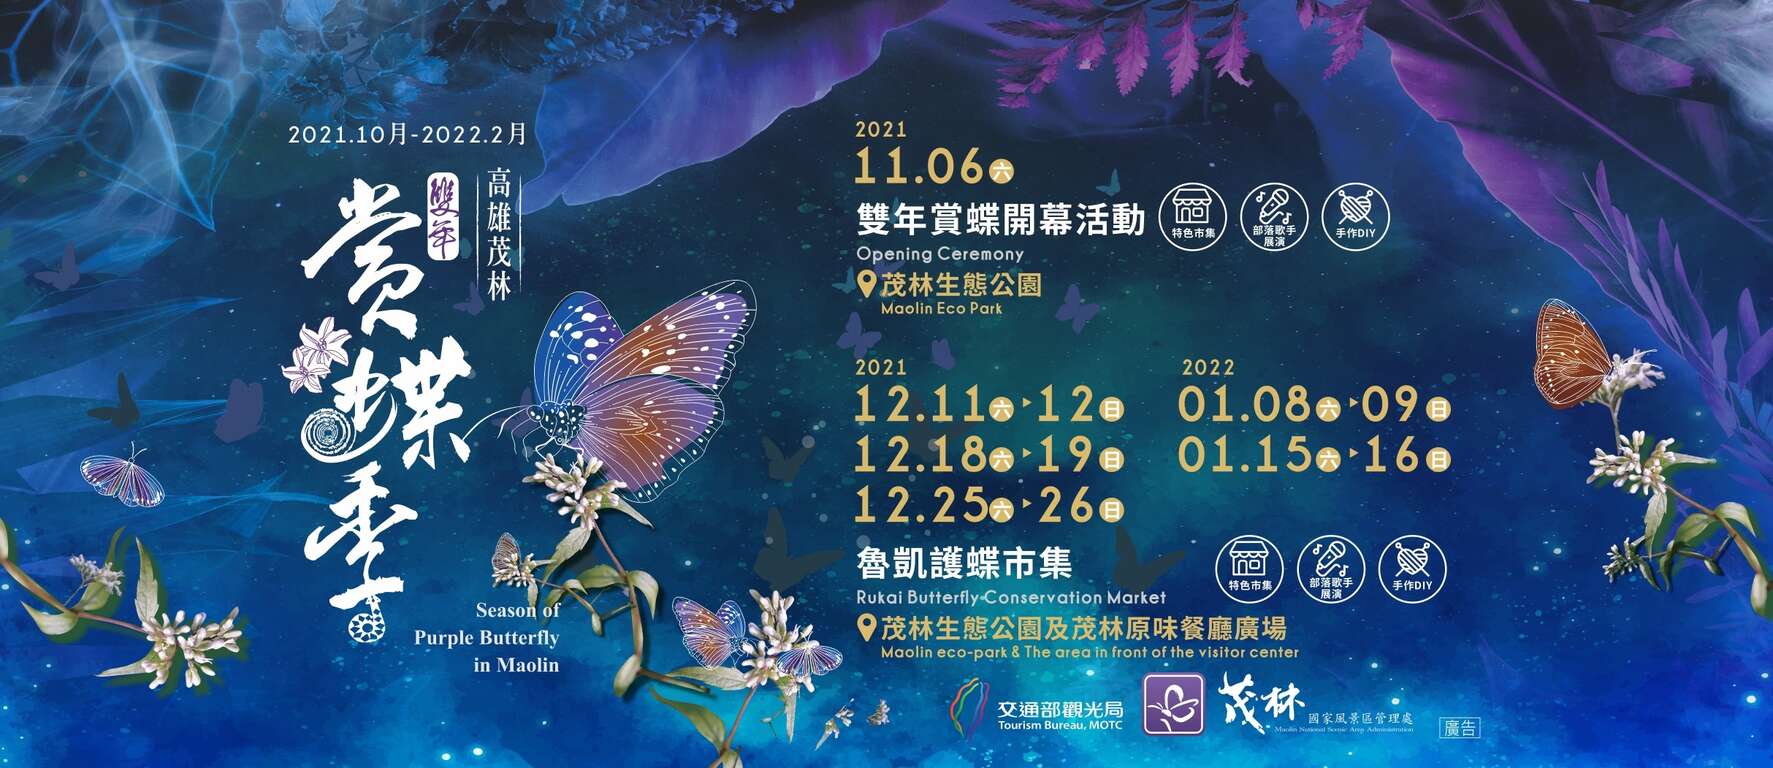 2021.10月-2022.2月
高雄茂林
雙年
賞蝶季
Season of
Purple Butterfly
in Maolin
2021
11.06六
雙年賞蝶開幕活動
Opening Ceremony
特色市集
部落歌手
展演
手作DIY
茂林生態公園
Maolin Eco Park
2021
12.11六 12日
12.18六 19日
12.25六 26日
2022
01.08六 09日
01.15六 16日
魯凱護蝶市集
Rukai Butterfly Conservation Market
特色市集
部落歌手
展演
手作DIY
茂林生態公園及茂林原味餐廳廣場
Maolin eco-park & The area in front of the visitor center
交通部觀光局
Tourism Bureau, MOTC
茂林
國家風景區管理處
Maolin National Scenic Area Administration
廣告